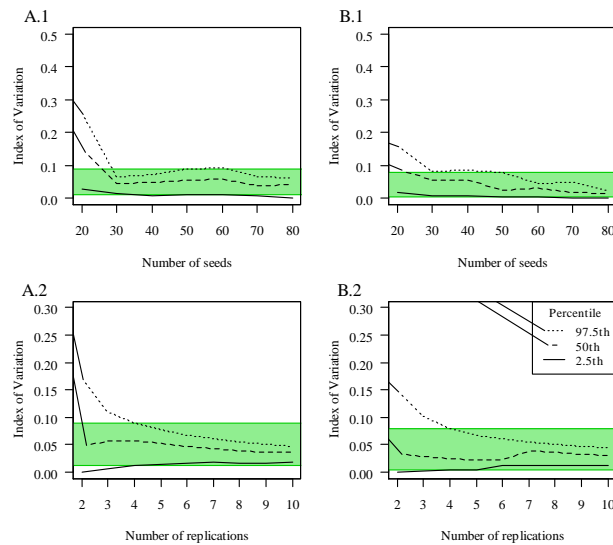 A.1
B.1
Index of Variation
0.5
0.4
0.3
0.2
0.1
0.0
20 30 40 50 60 70 80
Number of seeds
Index of Variation
0.5
0.4
0.3
0.2
0.1
0.0
20 30 40 50 60 70 80
Number of seeds
A.2
B.2
Index of Variation
0.30
0.25
0.20
0.15
0.10
0.05
0.00
2 3 4 5 6 7 8 9 10
Number of replications
Index of Variation
0.30
0.25
0.20
0.15
0.10
0.05
0.00
2 3 4 5 6 7 8 9 10
Number of replications
Percentile
97.5th
50th
2.5th